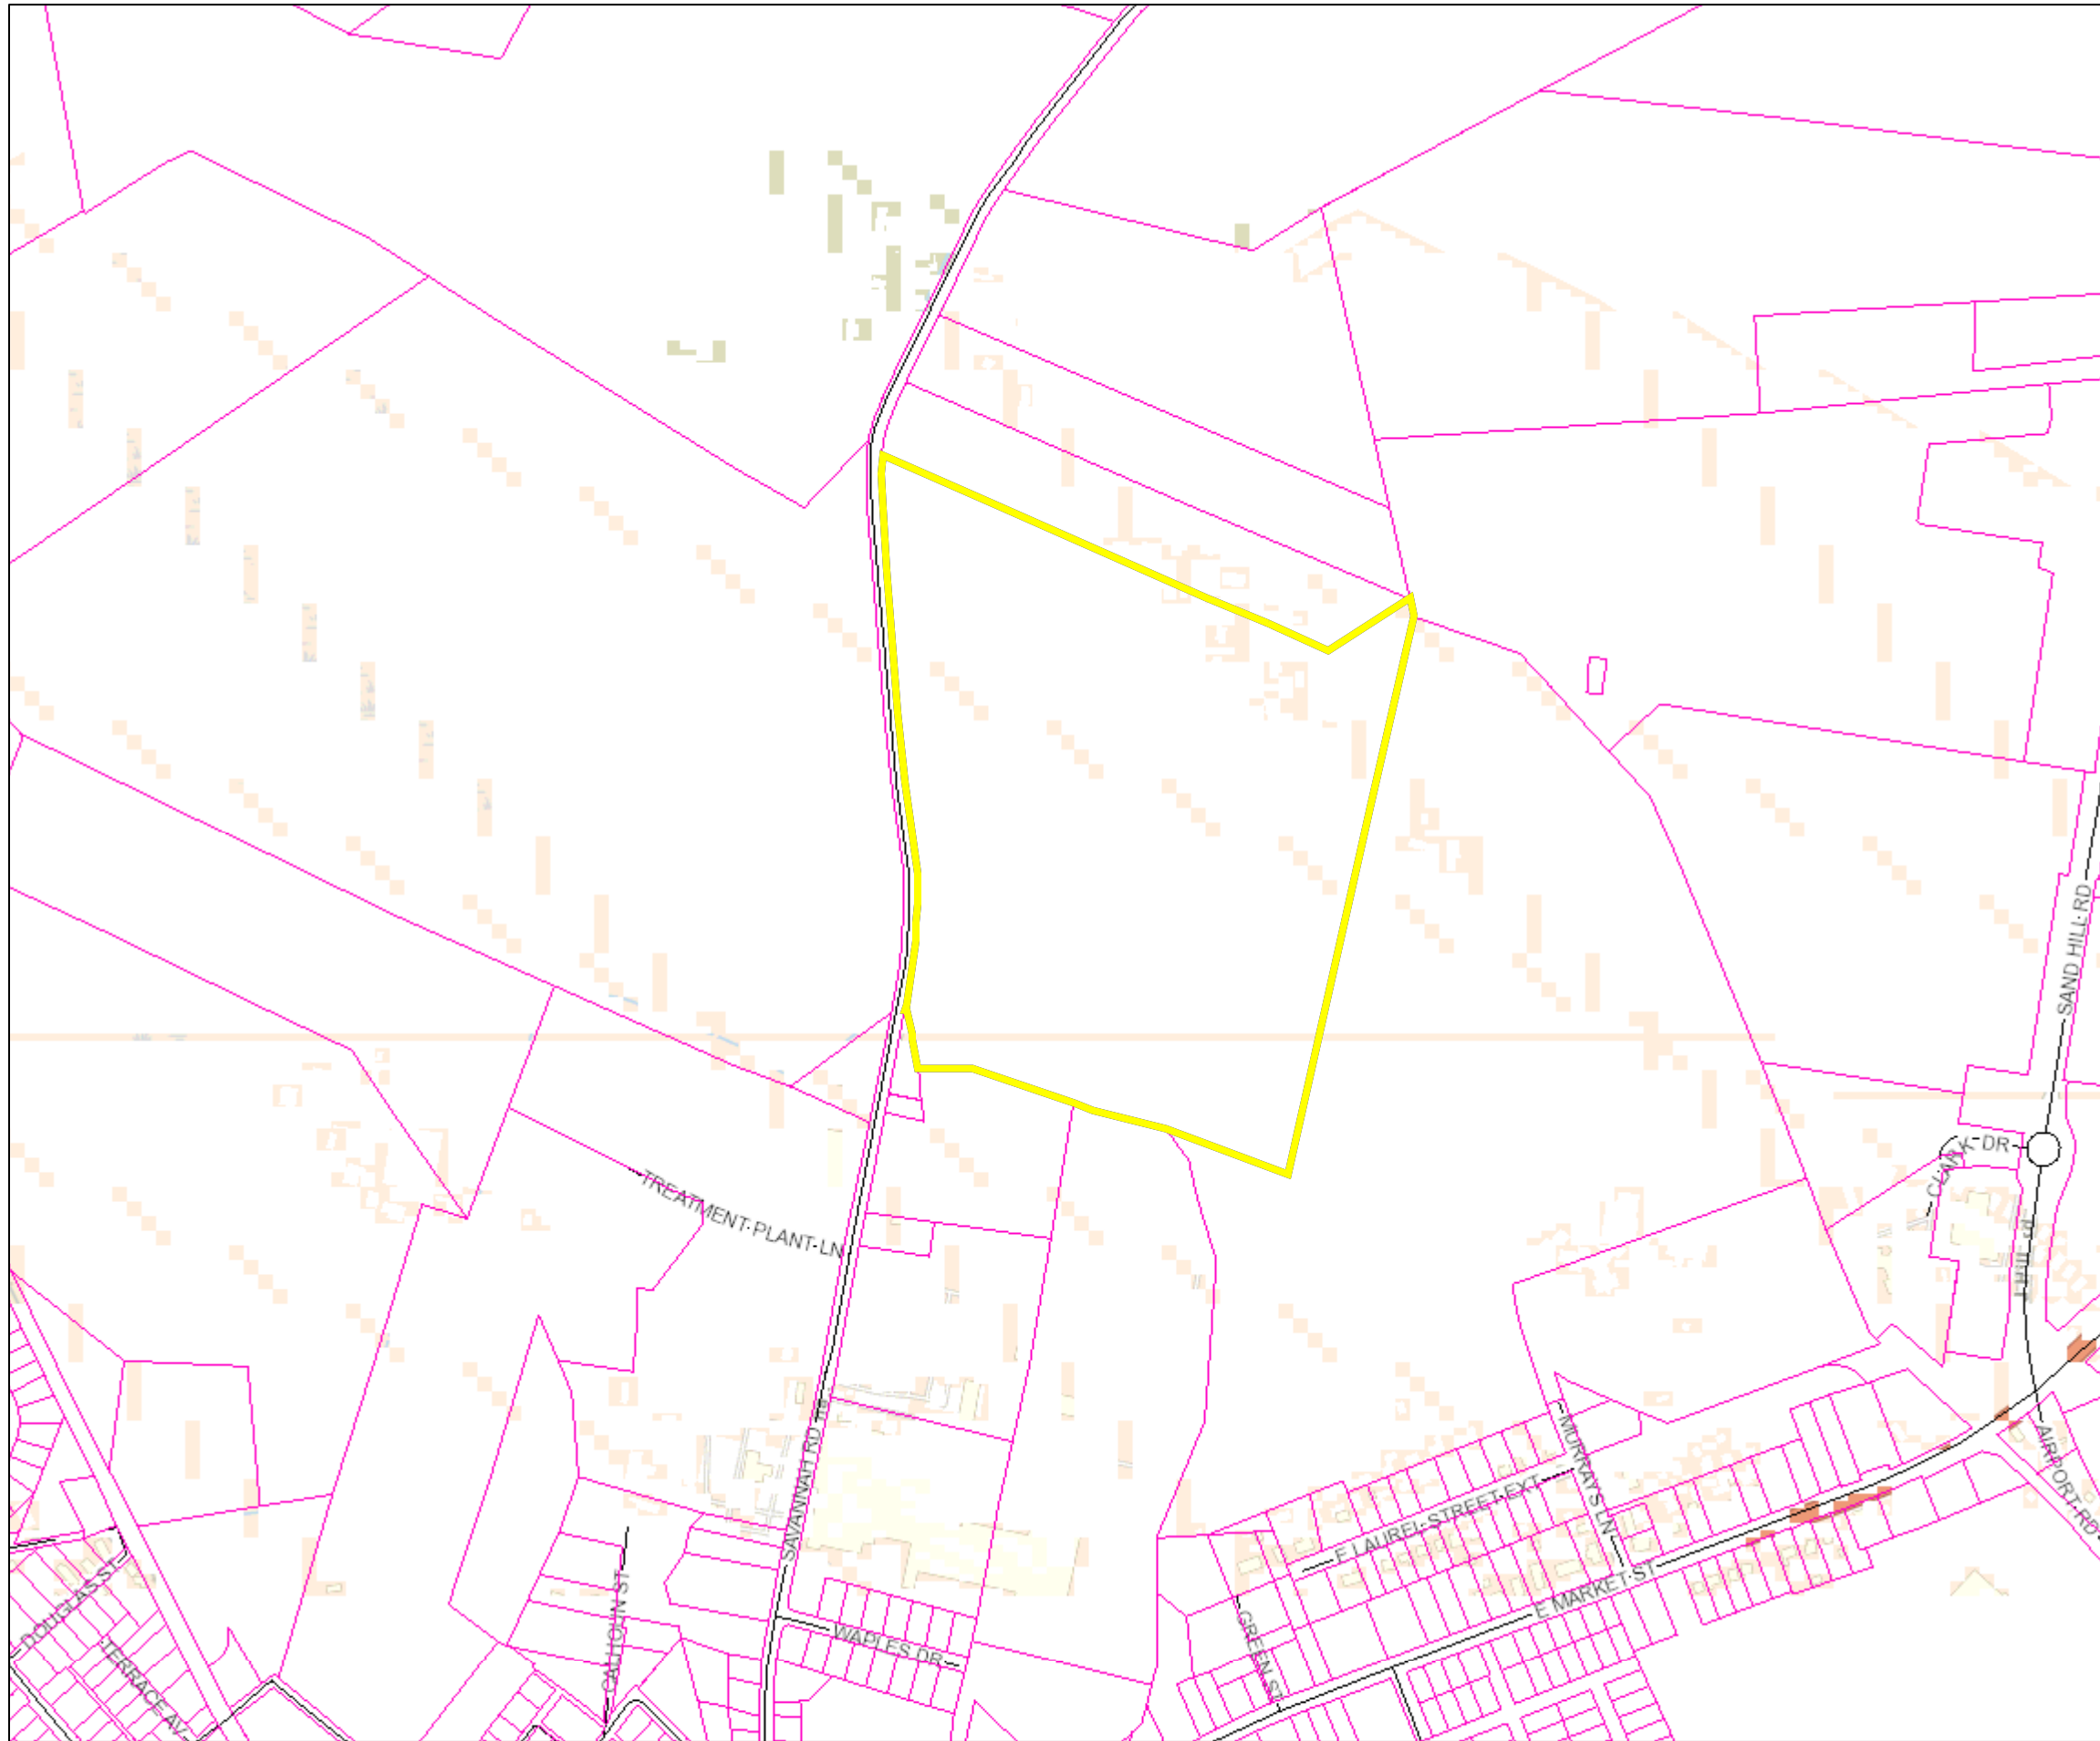 SAND HILL RD
CLARK DR
TREATMENT PLANT LN
SAVANNAH RD
MURRAYS LN
AIRPORT RD
E LAUREL STREET EXT
E MARKET ST
DOUGLAS ST
CALHOUN ST
GREEN ST
WAPLES DR
TERRACE AV